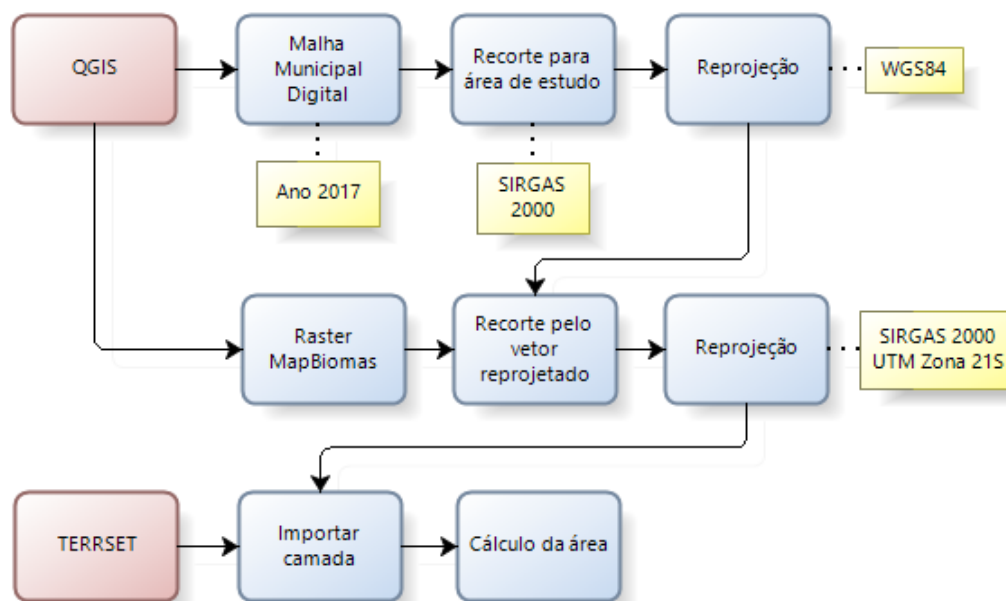 QGIS
Malha
Municipal
Digital
Recorte para
área de estudo
Reprojeção
WGS84
Ano 2017
SIRGAS
2000
Raster
MapBiomas
Recorte pelo
vetor
reprojetado
Reprojeção
SIRGAS 2000
UTM Zona 21S
TERRSET
Importar
camada
Cálculo da área